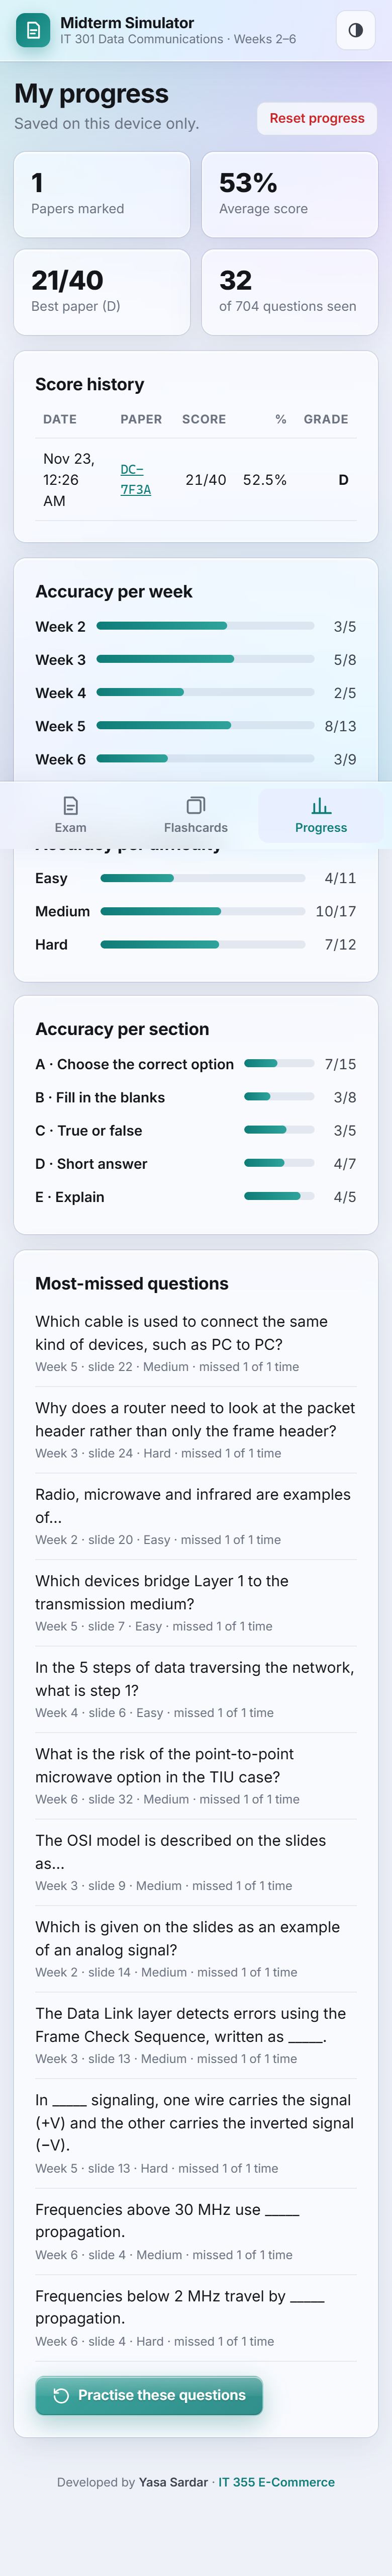 Midterm Simulator
IT 301 Data Communications · Weeks 2–6
My progress
Saved on this device only.
Reset progress
1
Papers marked
53%
Average score
21/40
Best paper (D)
32
of 704 questions seen
Score history
DATE PAPER SCORE % GRADE
Nov 23,
12:26
AM
DC–
7F3A
21/40 52.5% D
Accuracy per week
Week 2 3/5
Week 3 5/8
Week 4 2/5
Week 5 8/13
Week 6 3/9
Exam Flashcards Progress
Accuracy per difficulty
Easy 4/11
Medium 10/17
Hard 7/12
Accuracy per section
A · Choose the correct option 7/15
B · Fill in the blanks 3/8
C · True or false 3/5
D · Short answer 4/7
E · Explain 4/5
Most-missed questions
Which cable is used to connect the same
kind of devices, such as PC to PC?
Week 5 · slide 22 · Medium · missed 1 of 1 time
Why does a router need to look at the packet
header rather than only the frame header?
Week 3 · slide 24 · Hard · missed 1 of 1 time
Radio, microwave and infrared are examples
of…
Week 2 · slide 20 · Easy · missed 1 of 1 time
Which devices bridge Layer 1 to the
transmission medium?
Week 5 · slide 7 · Easy · missed 1 of 1 time
In the 5 steps of data traversing the network,
what is step 1?
Week 4 · slide 6 · Easy · missed 1 of 1 time
What is the risk of the point-to-point
microwave option in the TIU case?
Week 6 · slide 32 · Medium · missed 1 of 1 time
The OSI model is described on the slides
as…
Week 3 · slide 9 · Medium · missed 1 of 1 time
Which is given on the slides as an example
of an analog signal?
Week 2 · slide 14 · Medium · missed 1 of 1 time
The Data Link layer detects errors using the
Frame Check Sequence, written as _____.
Week 3 · slide 13 · Medium · missed 1 of 1 time
In _____ signaling, one wire carries the signal
(+V) and the other carries the inverted signal
(−V).
Week 5 · slide 13 · Hard · missed 1 of 1 time
Frequencies above 30 MHz use _____
propagation.
Week 6 · slide 4 · Medium · missed 1 of 1 time
Frequencies below 2 MHz travel by _____
propagation.
Week 6 · slide 4 · Hard · missed 1 of 1 time
Practise these questions
Developed by Yasa Sardar · IT 355 E-Commerce